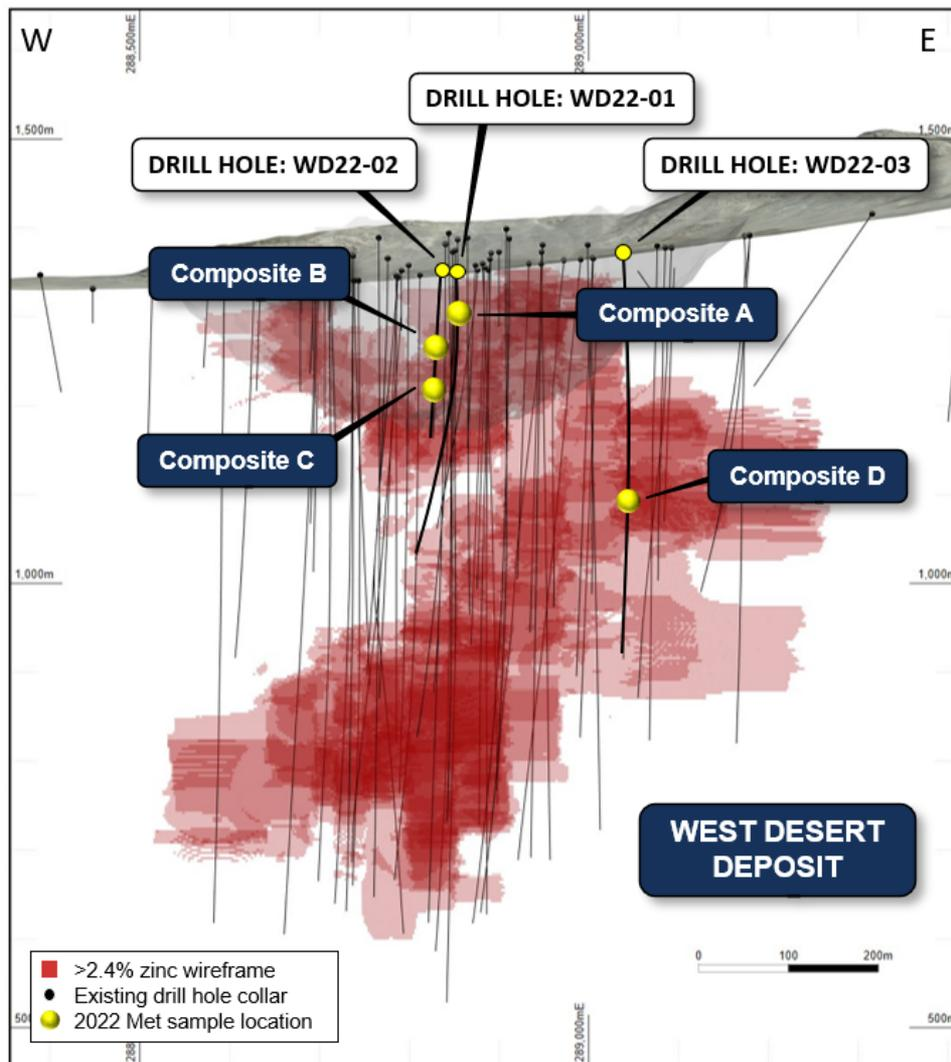 W
E
288,500mE
289,000mE
DRILL HOLE: WD22-01
1,500m
DRILL HOLE: WD22-02
DRILL HOLE: WD22-03
Composite B
Composite A
Composite C
Composite D
1,000m
1,000m
WEST DESERT
DEPOSIT
0 100 200m
>2.4% zinc wireframe
Existing drill hole collar
2022 Met sample location
289,000mE
500m